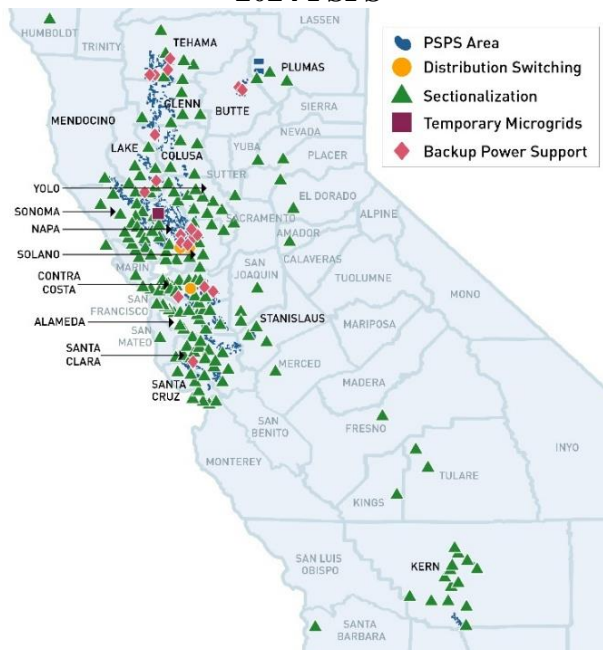 2024 PSPS
LASSEN
HUMBOLDT
TRINITY
TEHAMA
PLUMAS
PSPS Area
Distribution Switching
Sectionalization
Temporary Microgrids
Backup Power Support
GLENN
BUTTE
SIERRA
MENDOCINO
NEVADA
LAKE
COLUSA
YUBA
PLACER
SUTTER
YOLO
EL DORADO
SONOMA
SACRAMENTO
ALPINE
NAPA
AMADOR
SOLANO
CALAVERAS
MARIN
SAN
JOAQUIN
TUOLUMNE
CONTRA
COSTA
MONO
SAN
FRANCISCO
STANISLAUS
ALAMEDA
MARIPOSA
SAN
MATEO
SANTA
CLARA
MERCED
MADERA
SANTA
CRUZ
SAN
BENITO
FRESNO
INYO
MONTEREY
TULARE
KINGS
SAN LUIS
OBISPO
KERN
SANTA
BARBARA